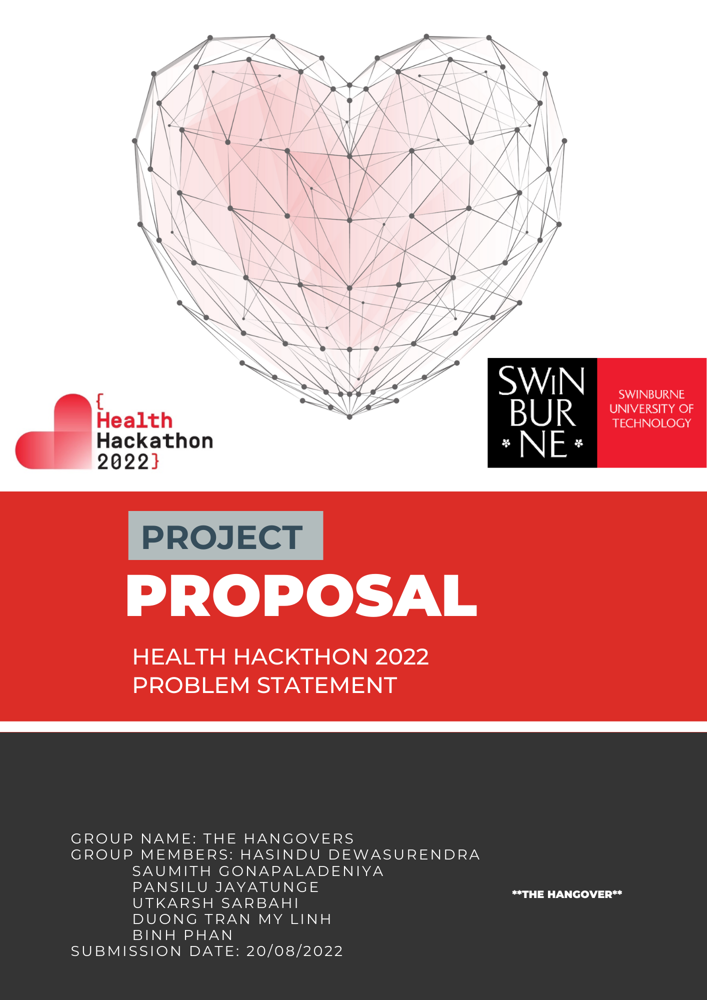 {
Health
Hackathon
2022}
SWiN
BUR
NE
SWINBURNE
UNIVERSITY OF
TECHNOLOGY
PROJECT
PROPOSAL
HEALTH HACKTHON 2022
PROBLEM STATEMENT
GROUP NAME: THE HANGOVERS
GROUP MEMBERS: HASINDU DEWASURENDRA
SAUMITH GONAPALADENIYA
PANSILU JAYATUNGE
UTKARSH SARBAHI
DUONG TRAN MY LINH
BINH PHAN
SUBMISSION DATE: 20/08/2022
**THE HANGOVER**